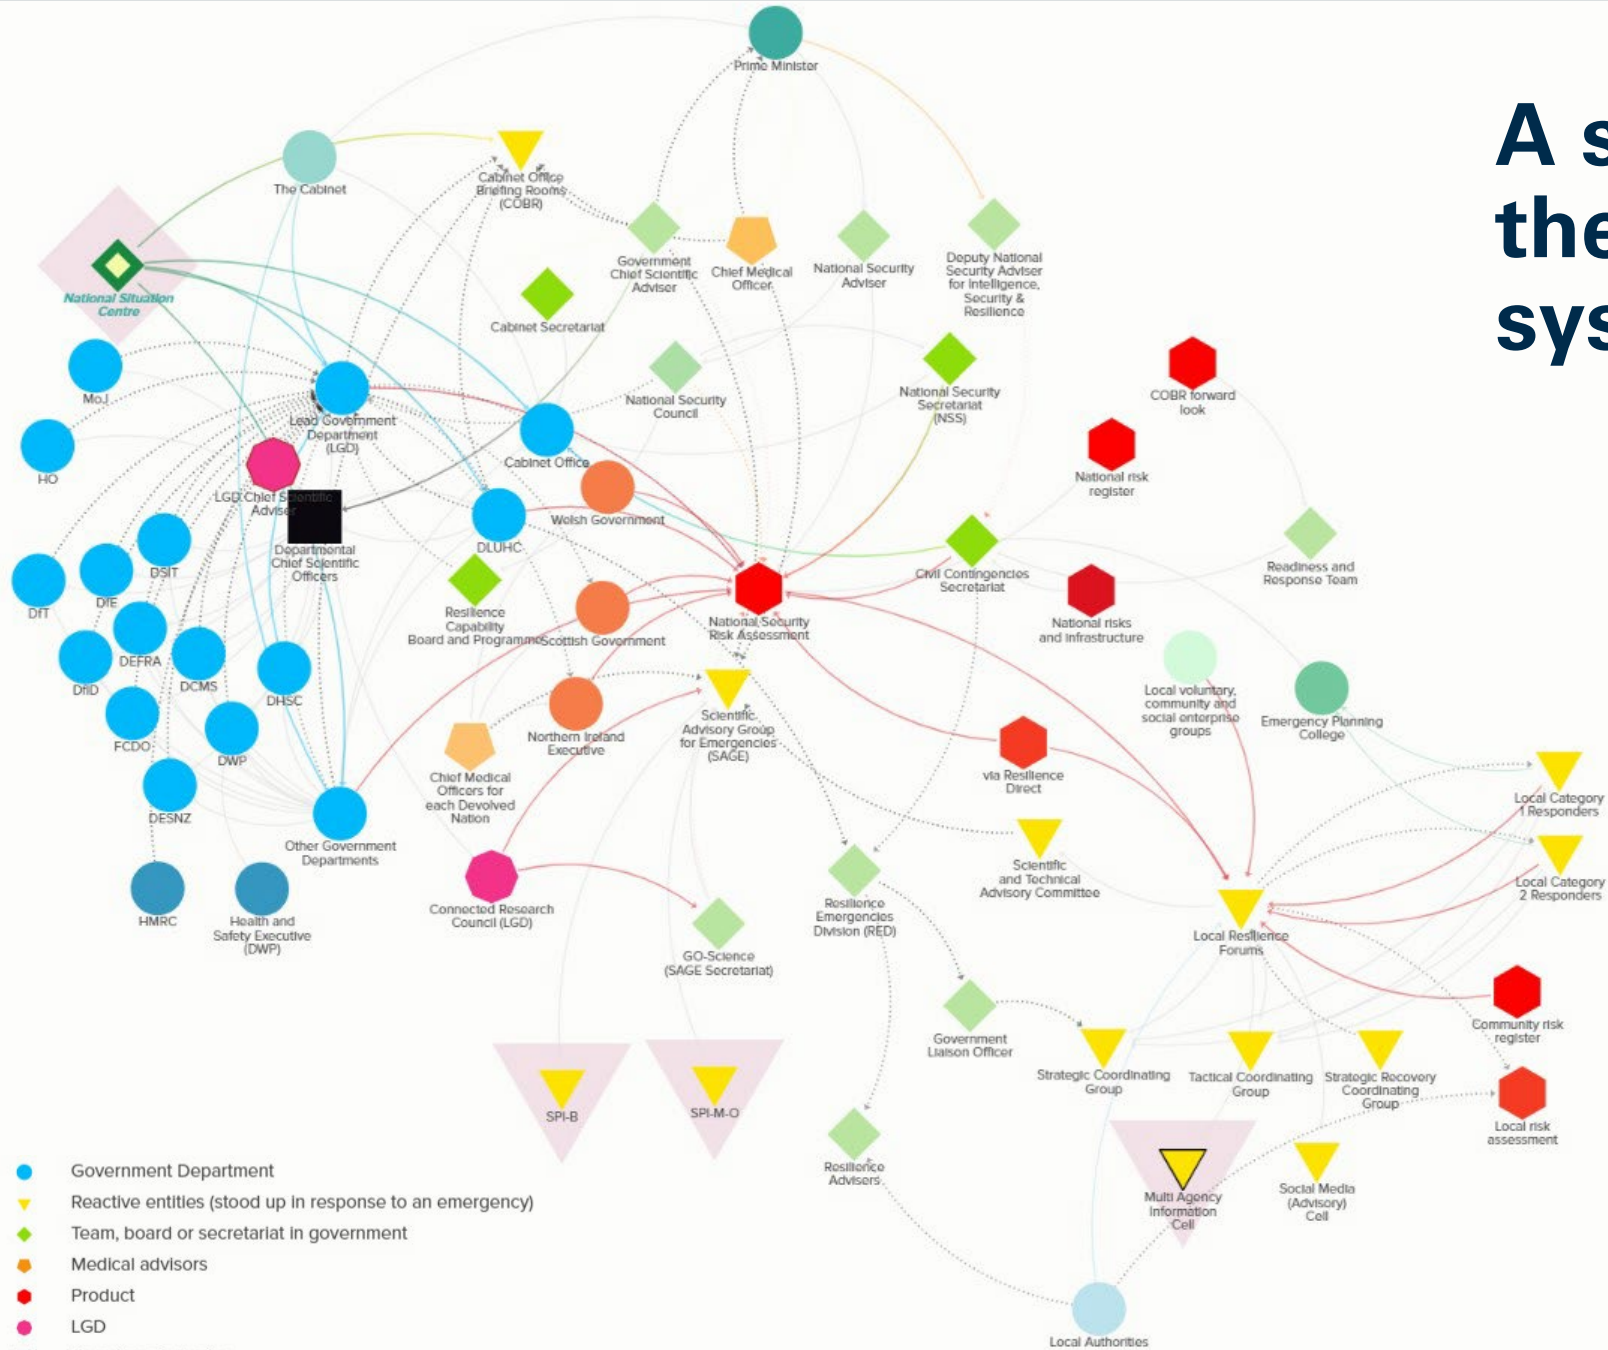 Prime Minister
A s
the
sys
The Cabinet
Cabinet Office
Briefing Rooms
(COBR)
National Situation
Centre
Government
Chief Scientific
Adviser
Chief Medical
Officer
National Security
Adviser
Deputy National
Security Adviser
for Intelligence,
Security &
Resilience
Cabinet Secretariat
MoJ
Lead Government
Department
(LGD)
National Security
Council
National Security
Secretariat
(NSS)
COBR forward
look
HO
Cabinet Office
National risk
register
LGD Chief Scientific
Adviser
Welsh Government
DLUHC
Departmental
Chief Scientific
Officers
DSIT
DfT
DfE
Civil Contingencies
Secretariat
Readiness and
Response Team
Resilience
Capability
Board and Programme
Scottish Government
National Security
Risk Assessment
National risks
and infrastructure
DEFRA
DfID
DCMS
DHSC
Local voluntary,
community and
social enterprise
groups
Emergency Planning
College
FCDO
DWP
Northern Ireland
Executive
Scientific
Advisory Group
for Emergencies
(SAGE)
Chief Medical
Officers for
each Devolved
Nation
via Resilience
Direct
DESNZ
Other Government
Departments
Local Category
1 Responders
Local Category
2 Responders
Scientific
and Technical
Advisory Committee
HMRC
Health and
Safety Executive
(DWP)
Connected Research
Council (LGD)
Resilience
Emergencies
Division (RED)
GO-Science
(SAGE Secretariat)
Local Resilience
Forums
Community risk
register
Government
Liaison Officer
Strategic Coordinating
Group
Tactical Coordinating
Group
Strategic Recovery
Coordinating
Group
SPI-B
SPI-M-O
Local risk
assessment
Resilience
Advisers
Multi Agency
Information
Cell
Social Media
(Advisory)
Cell
Local Authorities
Government Department
Reactive entities (stood up in response to an emergency)
Team, board or secretariat in government
Medical advisors
Product
LGD